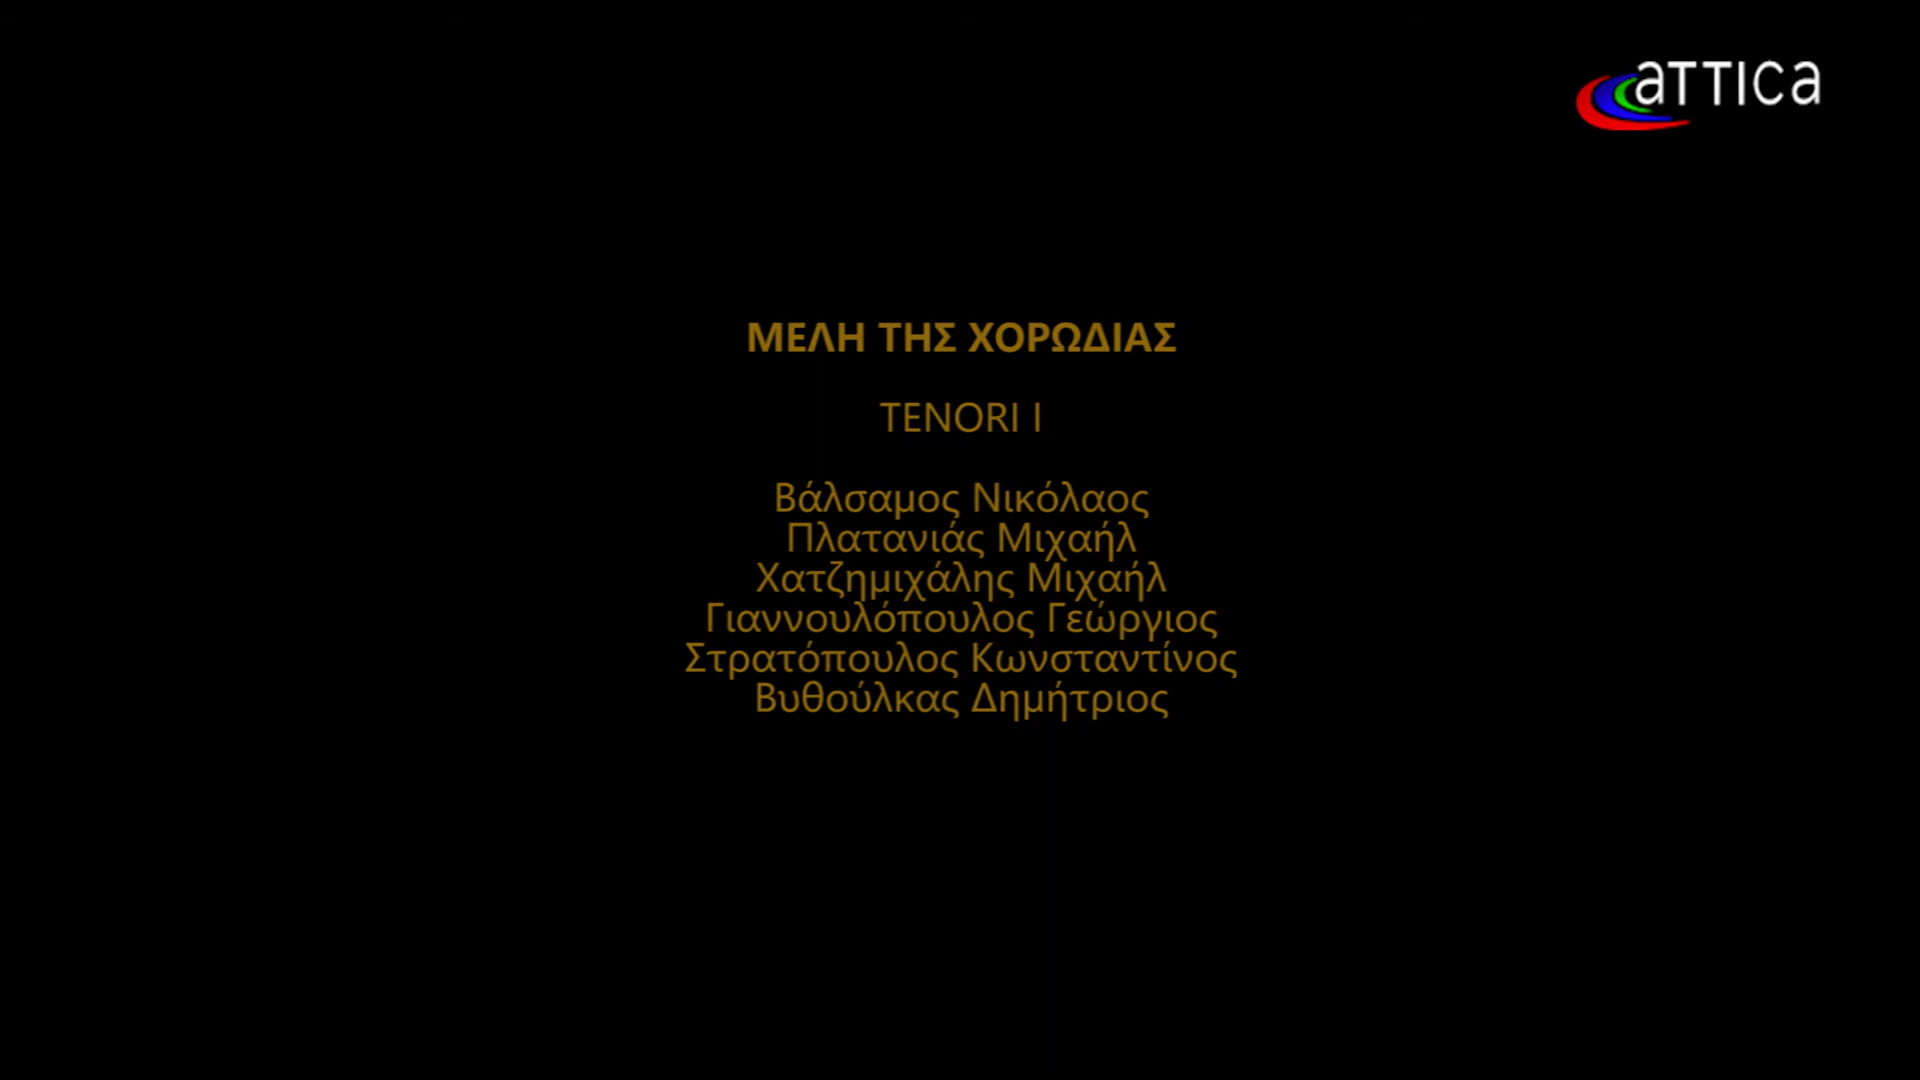 ATTICA
ΜΕΛΗ ΤΗΣ ΧΟΡΩΔΙΑΣ
TENORI I
Βάλσαμος Νικόλαος
Πλατανιάς Μιχαήλ
Χατζημιχάλης Μιχαήλ
Γιαννουλόπουλος Γεώργιος
Στρατόπουλος Κωνσταντίνος
Βυθούλκας Δημήτριος